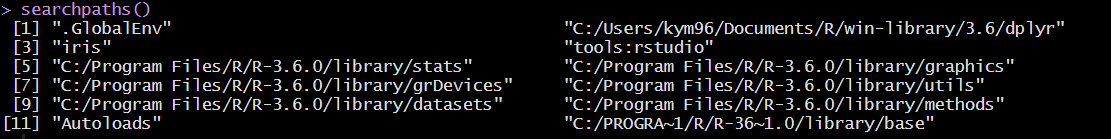 > searchpaths()
[1] ".GlobalEnv" "C:/Users/kym96/Documents/R/win-library/3.6/dplyr"
[3] "iris" "tools:rstudio"
[5] "C:/Program Files/R/R-3.6.0/library/stats" "C:/Program Files/R/R-3.6.0/library/graphics"
[7] "C:/Program Files/R/R-3.6.0/library/grDevices" "C:/Program Files/R/R-3.6.0/library/utils"
[9] "C:/Program Files/R/R-3.6.0/library/datasets" "C:/Program Files/R/R-3.6.0/library/methods"
[11] "Autoloads" "C:/PROGRA~1/R/R-36~1.0/library/base"